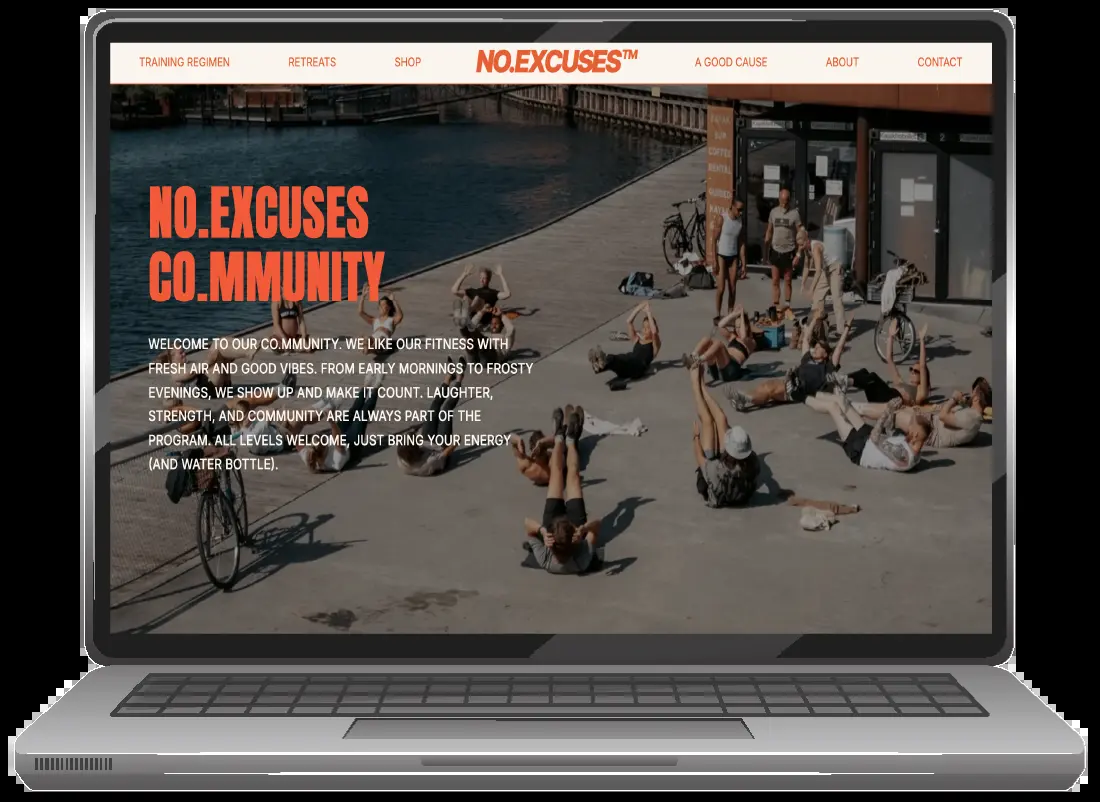 TRAINING REGIMEN
RETREATS
SHOP
NO.EXCUSES™
A GOOD CAUSE
ABOUT
CONTACT
NO.EXCUSES
CO.MMUNITY
WELCOME TO OUR CO.MMUNITY. WE LIKE OUR FITNESS WITH
FRESH AIR AND GOOD VIBES. FROM EARLY MORNINGS TO FROSTY
EVENINGS, WE SHOW UP AND MAKE IT COUNT. LAUGHTER,
STRENGTH, AND COMMUNITY ARE ALWAYS PART OF THE
PROGRAM. ALL LEVELS WELCOME, JUST BRING YOUR ENERGY
(AND WATER BOTTLE).
COFFEE
RENTAL
GUIDED